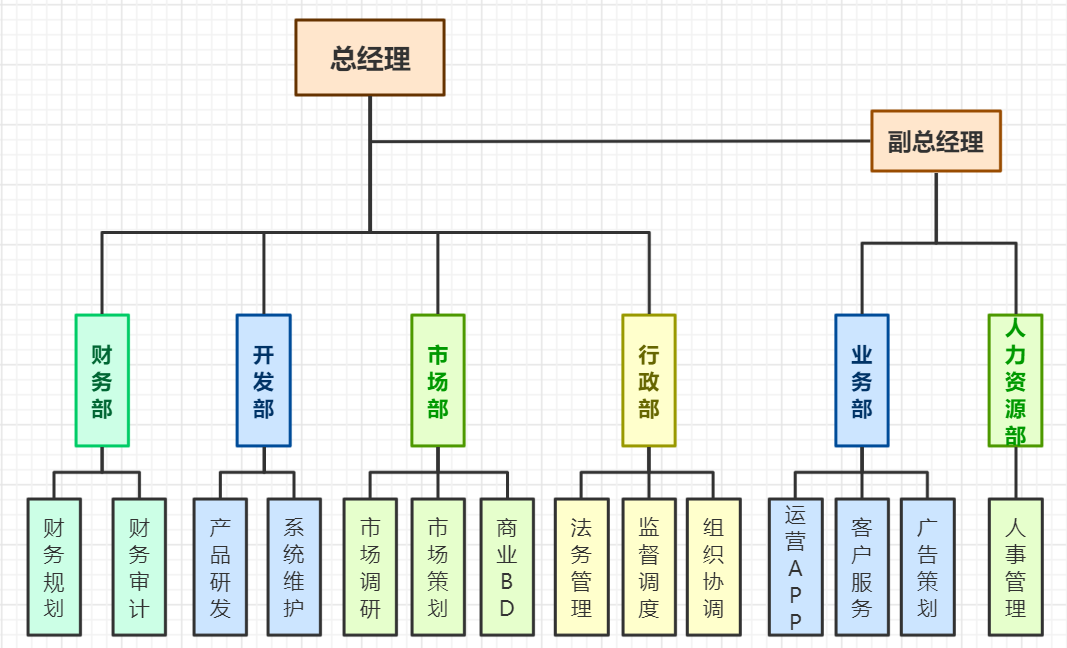 总经理
副总经理
财务部
开发部
市场部
行政部
业务部
人力资源部
财务规划
财务审计
产品研发
系统维护
市场调研
市场策划
商业BD
法务管理
监督调度
组织协调
运营APP
客户服务
广告策划
人事管理